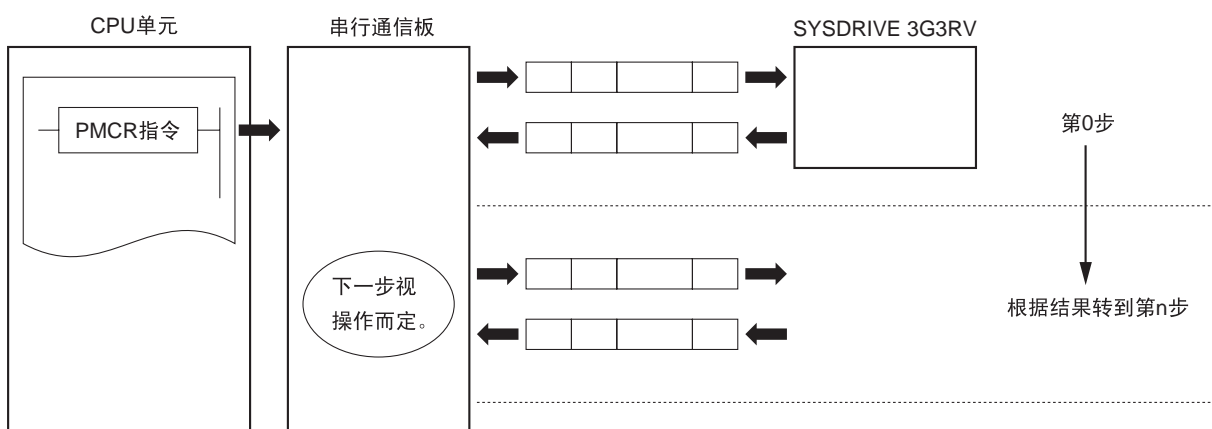 CPU单元
串行通信板
SYSDRIVE 3G3RV
PMCR指令
第0步
下一步视
操作而定。
根据结果转到第n步